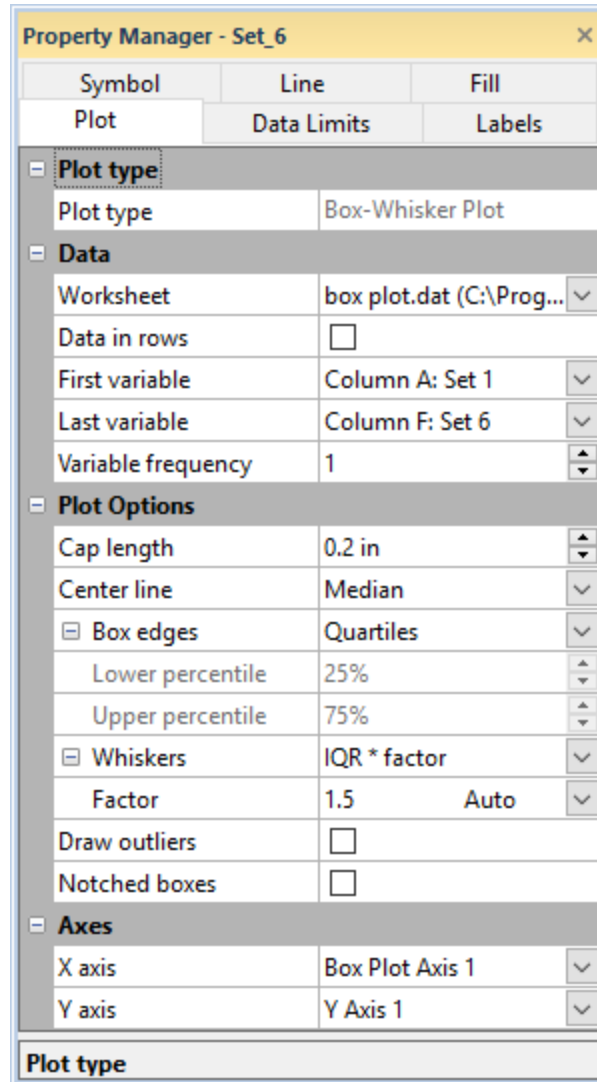 Property Manager - Set_6
Symbol Line Fill
Plot Data Limits Labels
Plot type
Plot type Box-Whisker Plot
Data
Worksheet box plot.dat (C:\Prog...
Data in rows
First variable Column A: Set 1
Last variable Column F: Set 6
Variable frequency 1
Plot Options
Cap length 0.2 in
Center line Median
Box edges Quartiles
Lower percentile 25%
Upper percentile 75%
Whiskers IQR * factor
Factor 1.5 Auto
Draw outliers
Notched boxes
Axes
X axis Box Plot Axis 1
Y axis Y Axis 1
Plot type